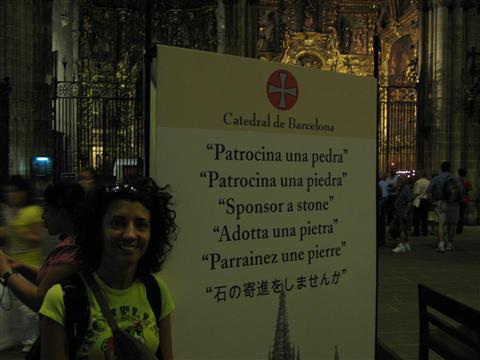 Catedral de Barcelona
“Patrocina una pedra”
“Patrocina una piedra”
“Sponsor a stone”
“Adotta una pietra”
“Parrainez une pierre”
“石の寄進をしませんか”